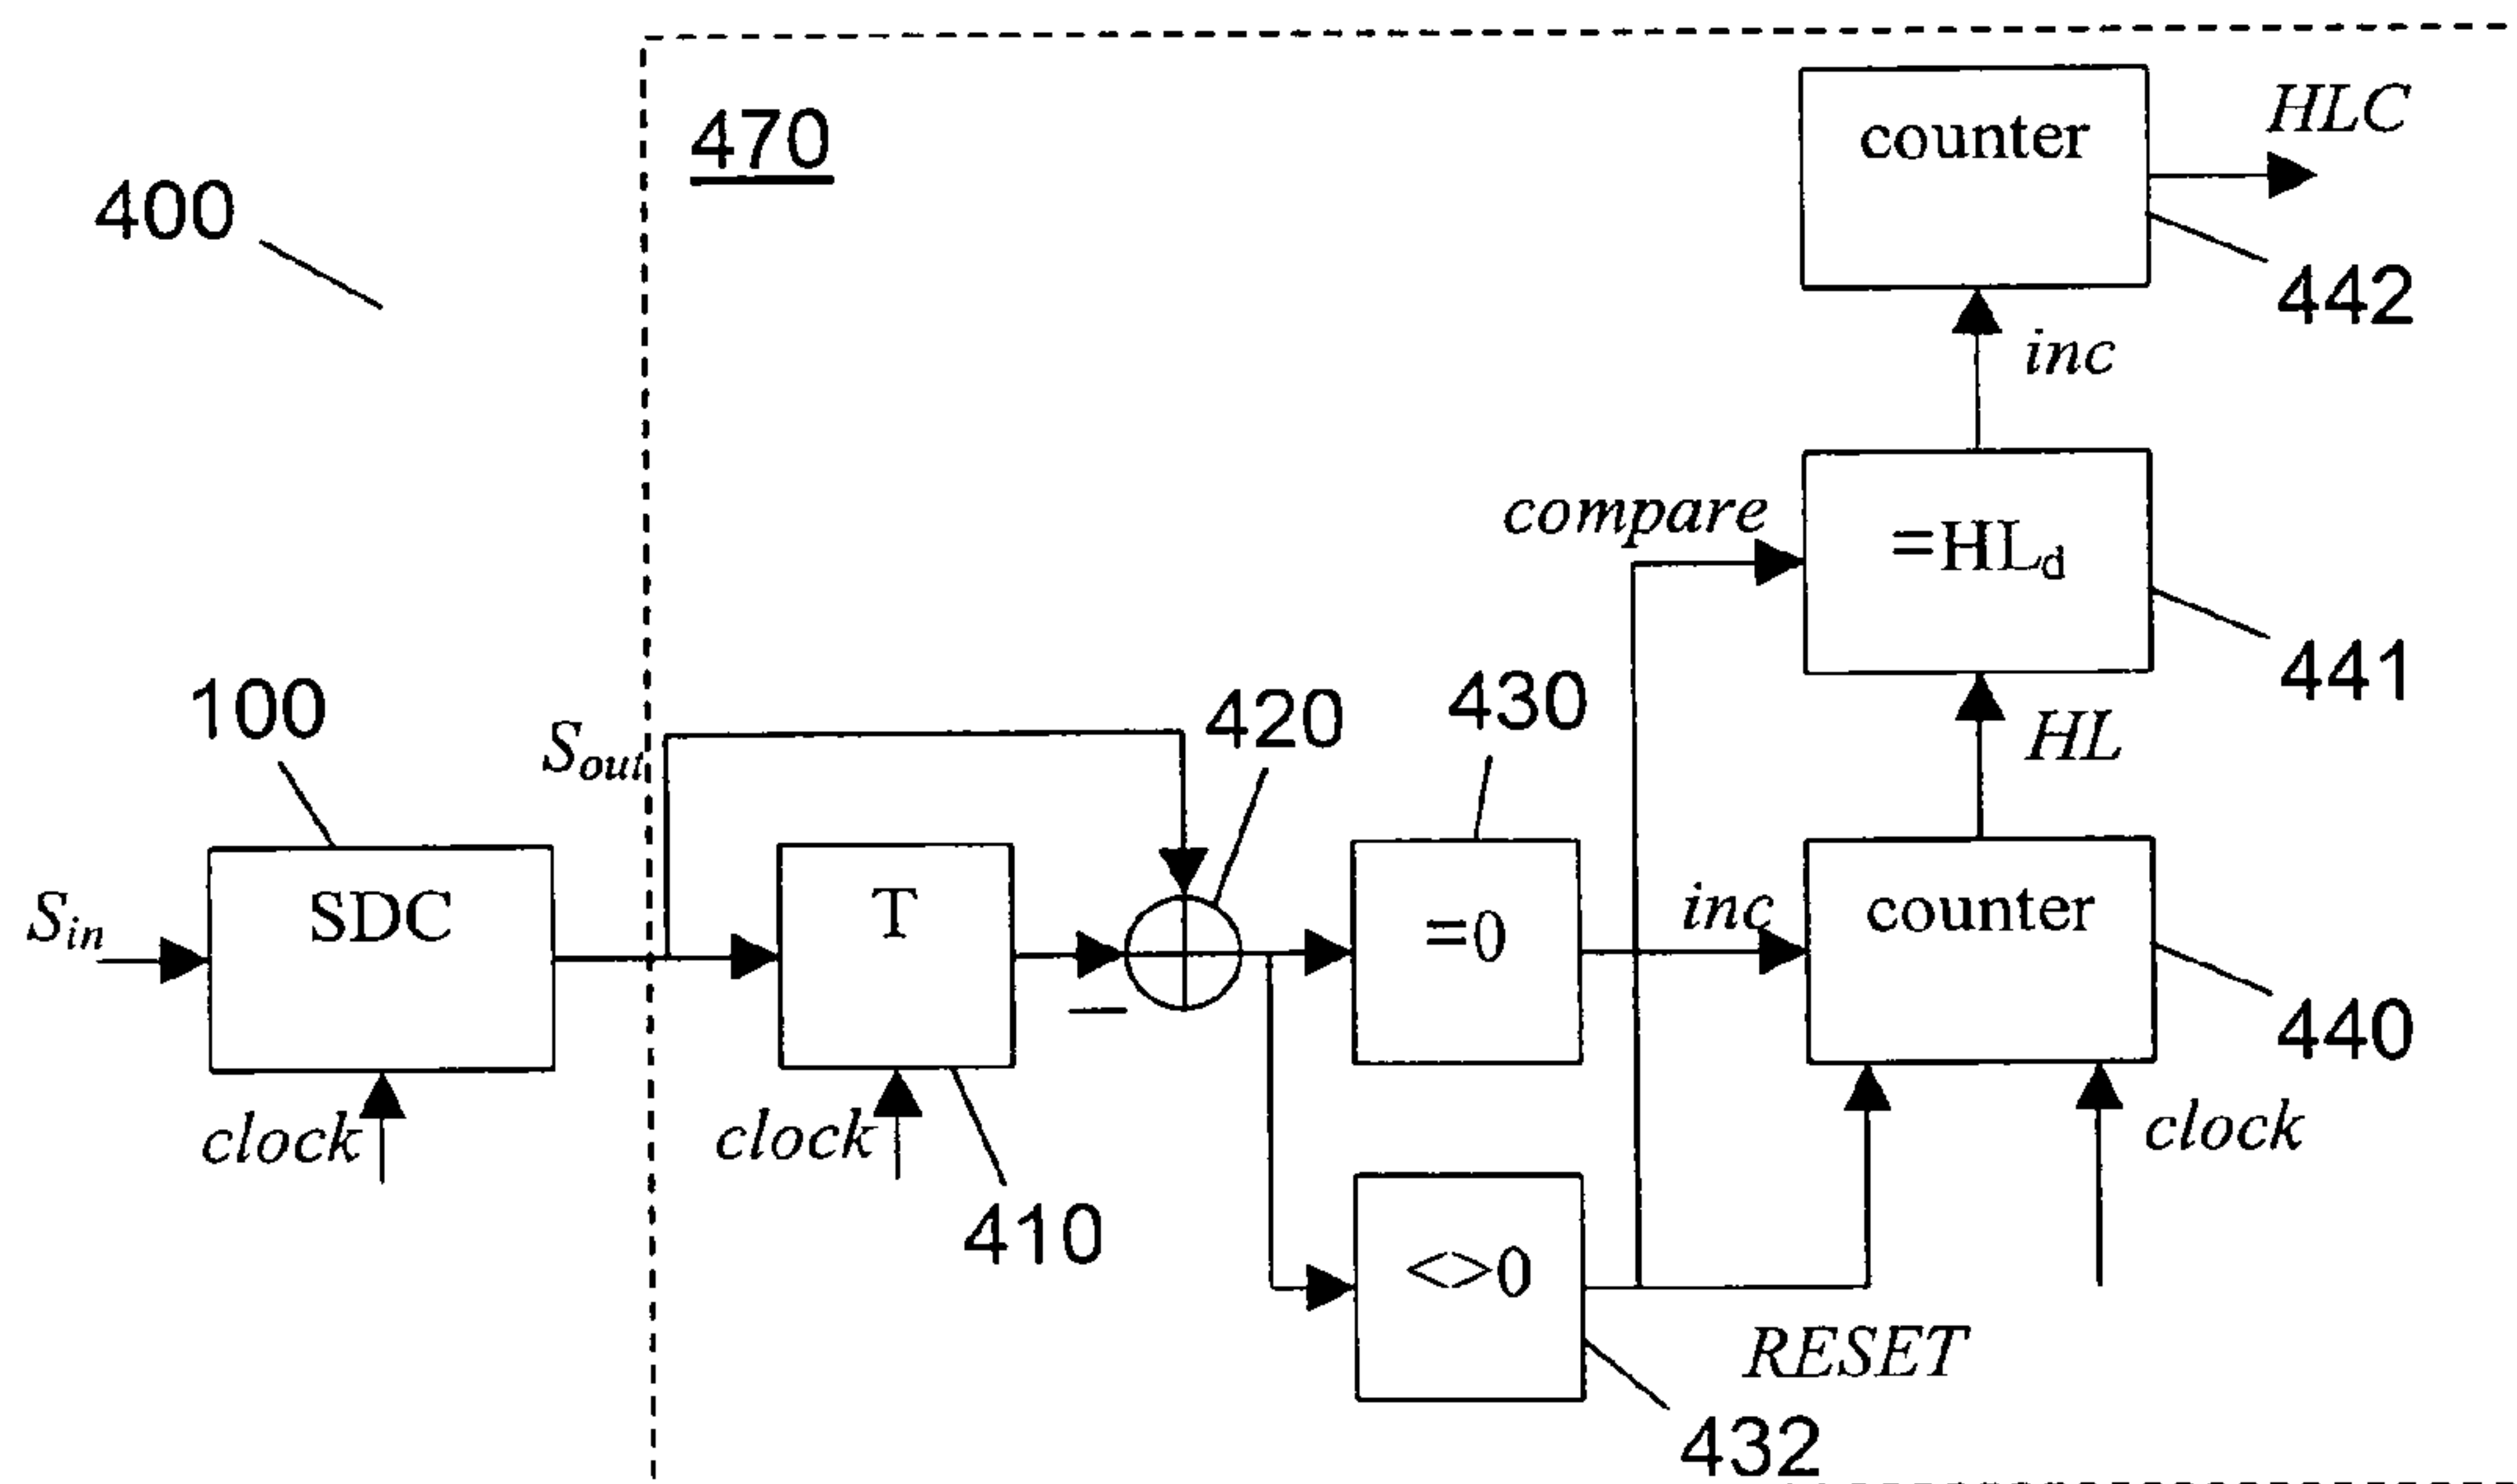 470
400
counter
HLC
442
inc
compare
=HLd
441
HL
100
Sout
420
430
Sin
SDC
T
=0
inc
counter
440
clock
clock
clock
410
<>0
RESET
432